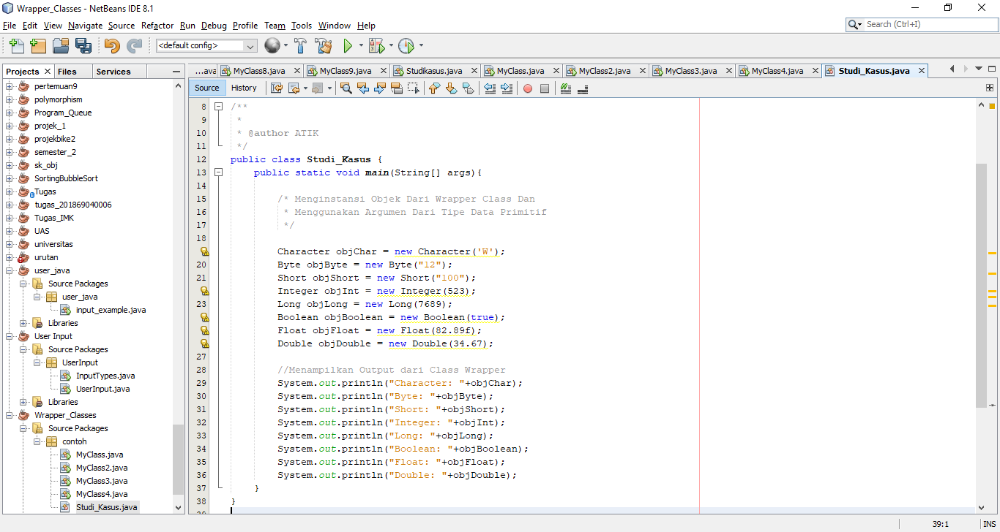 Wrapper_Classes - NetBeans IDE 8.1
File Edit View Navigate Source Refactor Run Debug Profile Team Tools Window Help
Search (Ctrl+I)
<default config>
Projects Files Services
pertemuan9
polymorphism
Program_Queue
projek_1
projekbike2
semester_2
sk_obj
SortingBubbleSort
Tugas
tugas_201869040006
Tugas_IMK
UAS
universitas
urutan
user_java
Source Packages
user_java
input_example.java
Libraries
User Input
Source Packages
UserInput
InputTypes.java
UserInput.java
Libraries
Wrapper_Classes
Source Packages
contoh
MyClass.java
MyClass2.java
MyClass3.java
MyClass4.java
Studi_Kasus.java
...ava MyClass8.java MyClass9.java Studikasus.java MyClass.java MyClass2.java MyClass3.java MyClass4.java Studi_Kasus.java
Source History
8 /**
9 *
10 * @author ATIK
11 */
12 public class Studi_Kasus {
13 public static void main(String[] args){
14
15 /* Menginstansi Objek Dari Wrapper Class Dan
16 * Menggunakan Argumen Dari Tipe Data Primitif
17 */
18
Character objChar = new Character('W');
20 Byte objByte = new Byte("12");
21 Short objShort = new Short("100");
Integer objInt = new Integer(523);
23 Long objLong = new Long(7689);
Boolean objBoolean = new Boolean(true);
Float objFloat = new Float(82.89f);
Double objDouble = new Double(34.67);
27
28 //Menampilkan Output dari Class Wrapper
29 System.out.println("Character: "+objChar);
30 System.out.println("Byte: "+objByte);
31 System.out.println("Short: "+objShort);
32 System.out.println("Integer: "+objInt);
33 System.out.println("Long: "+objLong);
34 System.out.println("Boolean: "+objBoolean);
35 System.out.println("Float: "+objFloat);
36 System.out.println("Double: "+objDouble);
37 }
38 }
39
39:1 INS